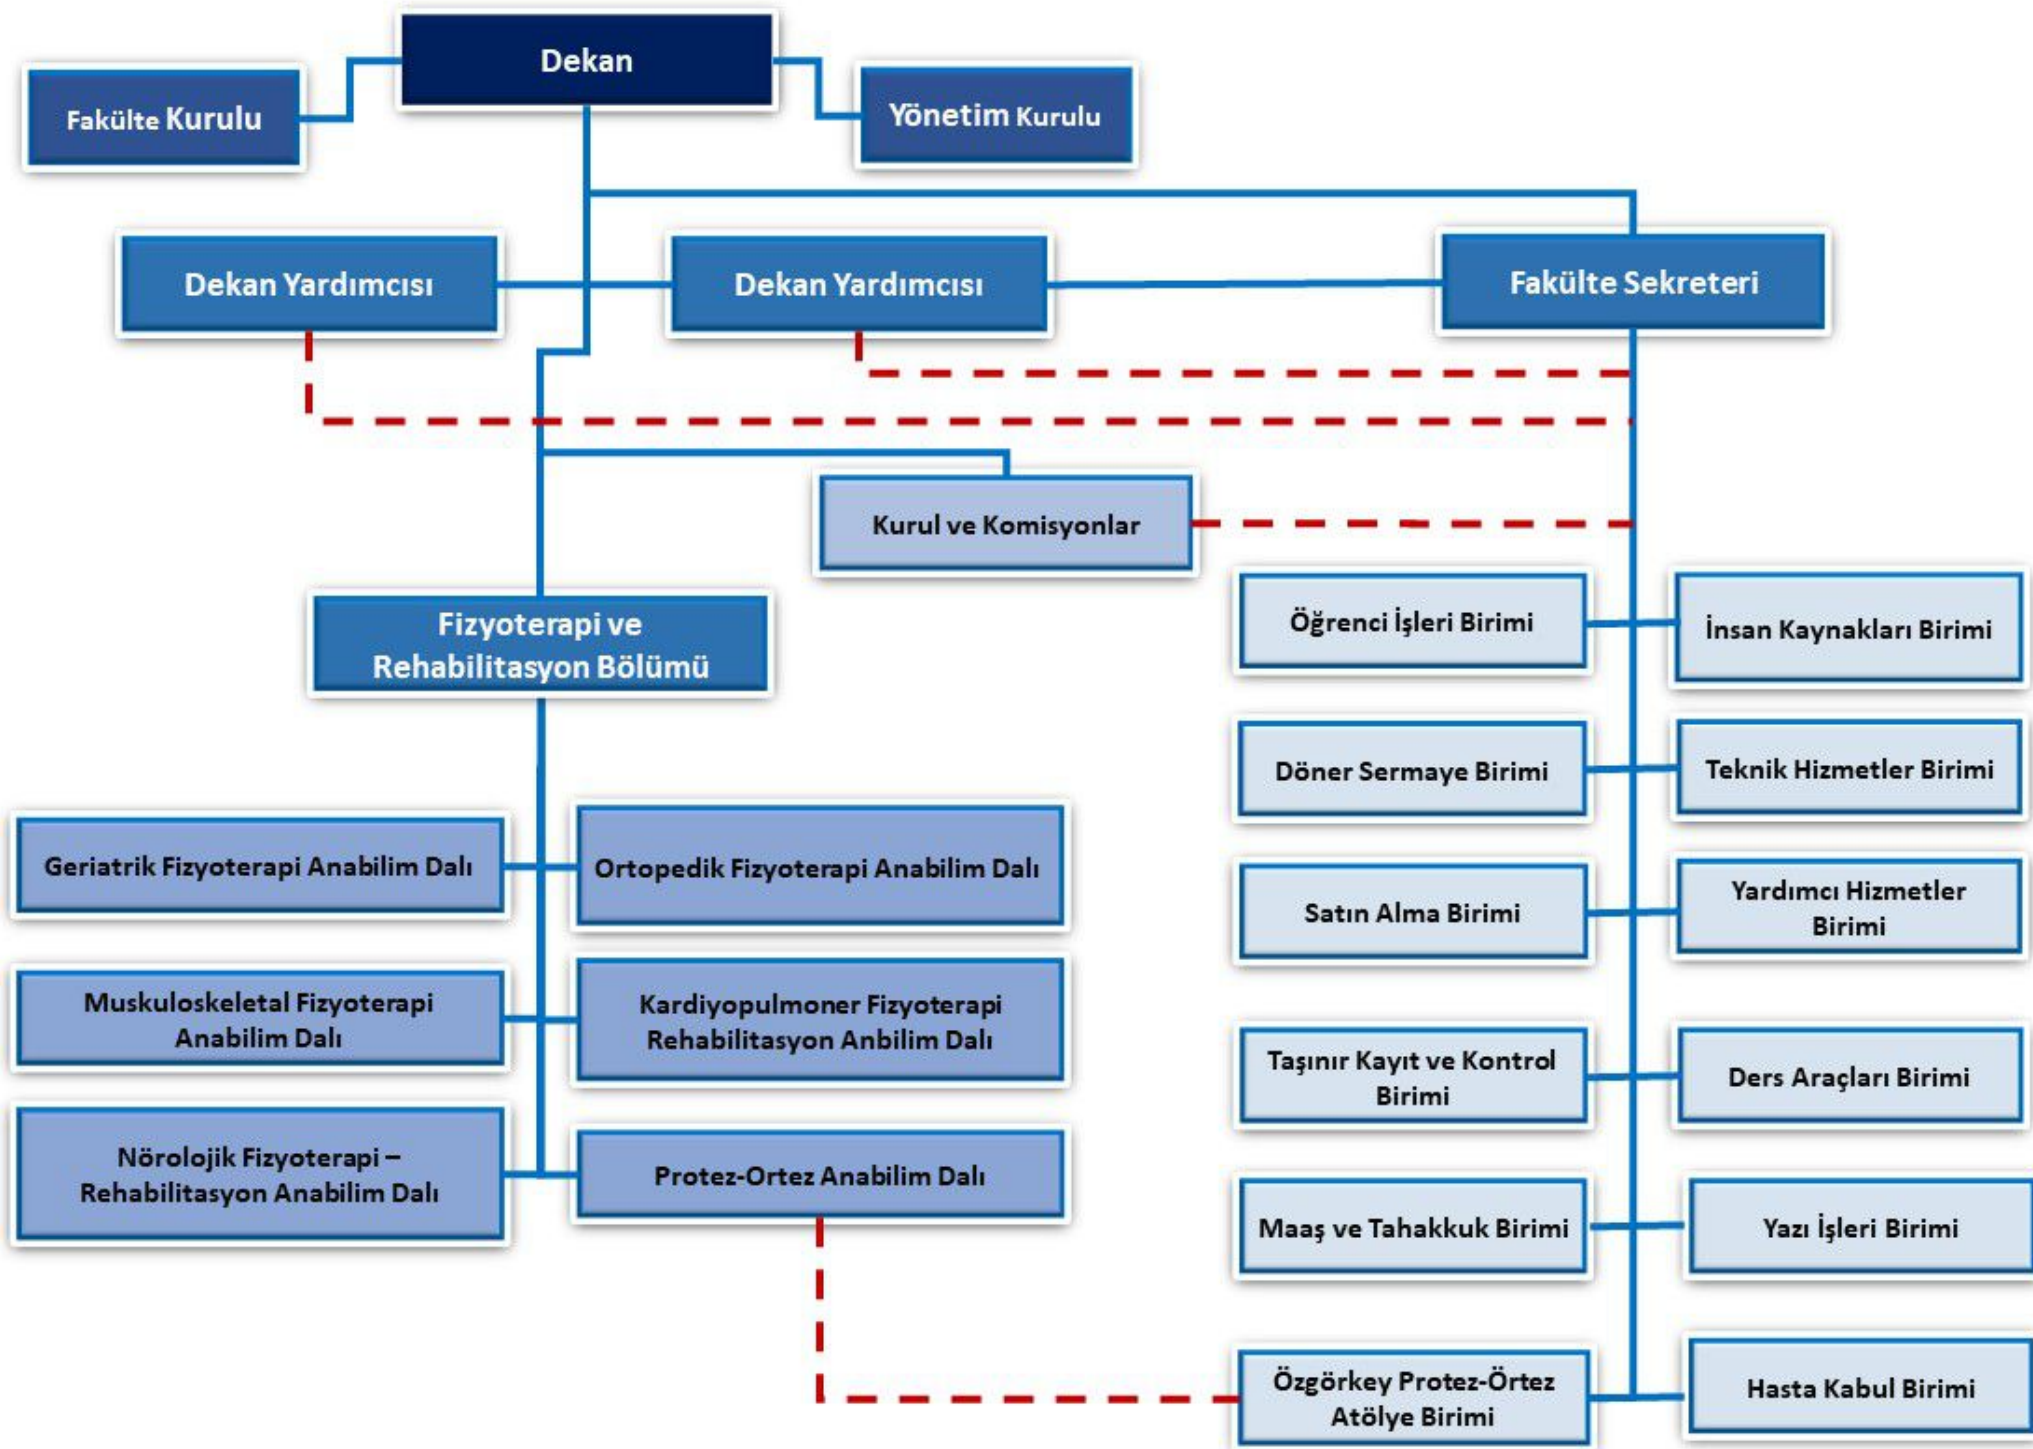 Dekan
Fakülte Kurulu
Yönetim Kurulu
Dekan Yardımcısı
Dekan Yardımcısı
Fakülte Sekreteri
Kurul ve Komisyonlar
Fizyoterapi ve
Rehabilitasyon Bölümü
Geriatrik Fizyoterapi Anabilim Dalı
Ortopedik Fizyoterapi Anabilim Dalı
Muskuloskeletal Fizyoterapi
Anabilim Dalı
Kardiyopulmoner Fizyoterapi
Rehabilitasyon Anbilim Dalı
Nörolojik Fizyoterapi –
Rehabilitasyon Anabilim Dalı
Protez-Ortez Anabilim Dalı
Öğrenci İşleri Birimi
İnsan Kaynakları Birimi
Döner Sermaye Birimi
Teknik Hizmetler Birimi
Satın Alma Birimi
Yardımcı Hizmetler
Birimi
Taşınır Kayıt ve Kontrol
Birimi
Ders Araçları Birimi
Maaş ve Tahakkuk Birimi
Yazı İşleri Birimi
Özgörkey Protez-Örtez
Atölye Birimi
Hasta Kabul Birimi